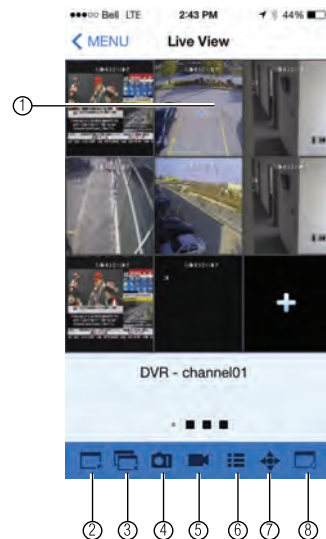 Bell LTE 2:43 PM 44%
MENU Live View
①
+
DVR - channel01
② ③ ④ ⑤ ⑥ ⑦ ⑧